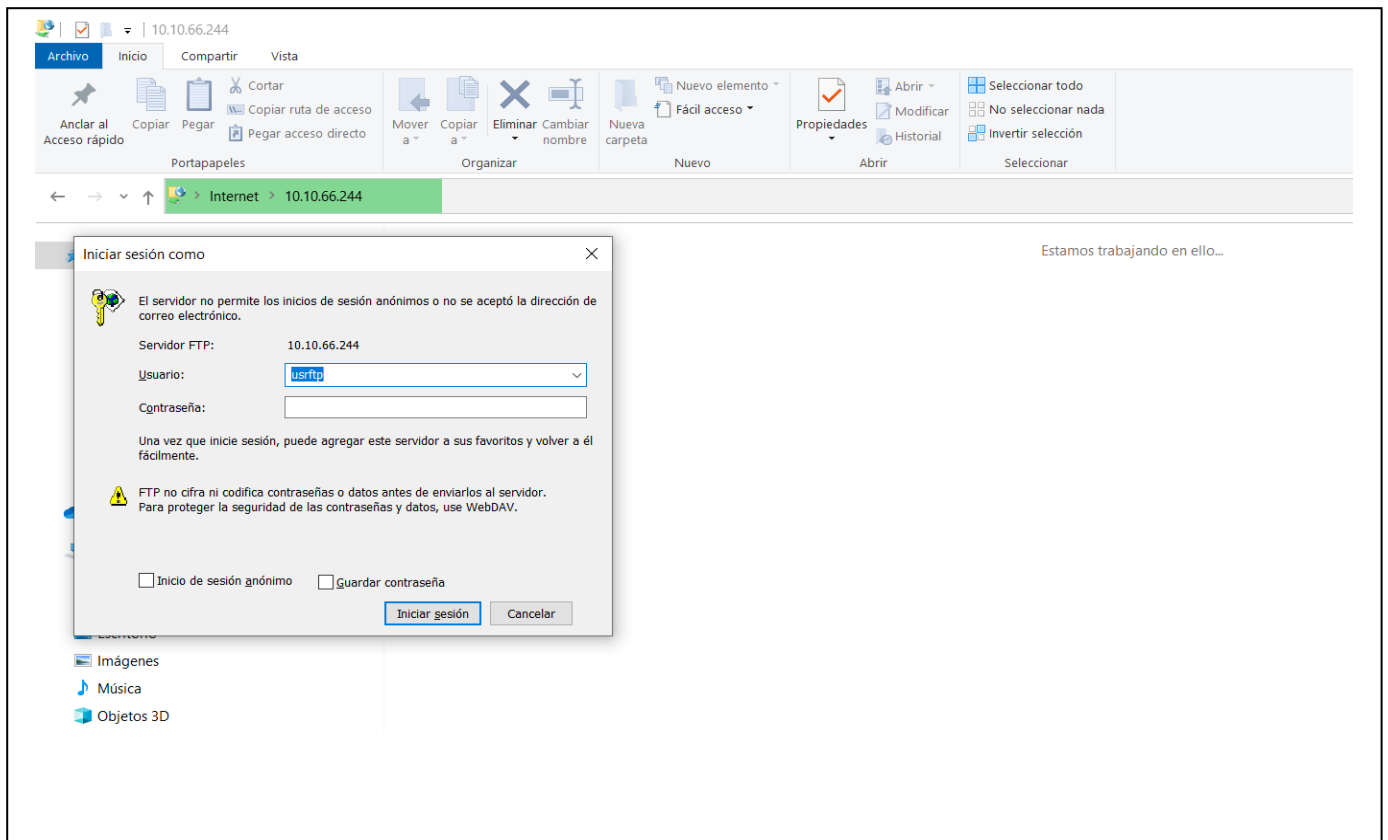 10.10.66.244
Archivo Inicio Compartir Vista
Anclar al Acceso rápido
Copiar
Pegar
Cortar
Copiar ruta de acceso
Pegar acceso directo
Portapapeles
Mover a
Copiar a
Eliminar
Cambiar nombre
Organizar
Nueva carpeta
Nuevo elemento
Fácil acceso
Nuevo
Propiedades
Abrir
Modificar
Historial
Abrir
Seleccionar todo
No seleccionar nada
Invertir selección
Seleccionar
Internet > 10.10.66.244
Estamos trabajando en ello...
Iniciar sesión como
El servidor no permite los inicios de sesión anónimos o no se aceptó la dirección de
correo electrónico.
Servidor FTP: 10.10.66.244
Usuario: usrftp
Contraseña:
Una vez que inicie sesión, puede agregar este servidor a sus favoritos y volver a él
fácilmente.
FTP no cifra ni codifica contraseñas o datos antes de enviarlos al servidor.
Para proteger la seguridad de las contraseñas y datos, use WebDAV.
Inicio de sesión anónimo Guardar contraseña
Iniciar sesión Cancelar
Escritorio
Imágenes
Música
Objetos 3D